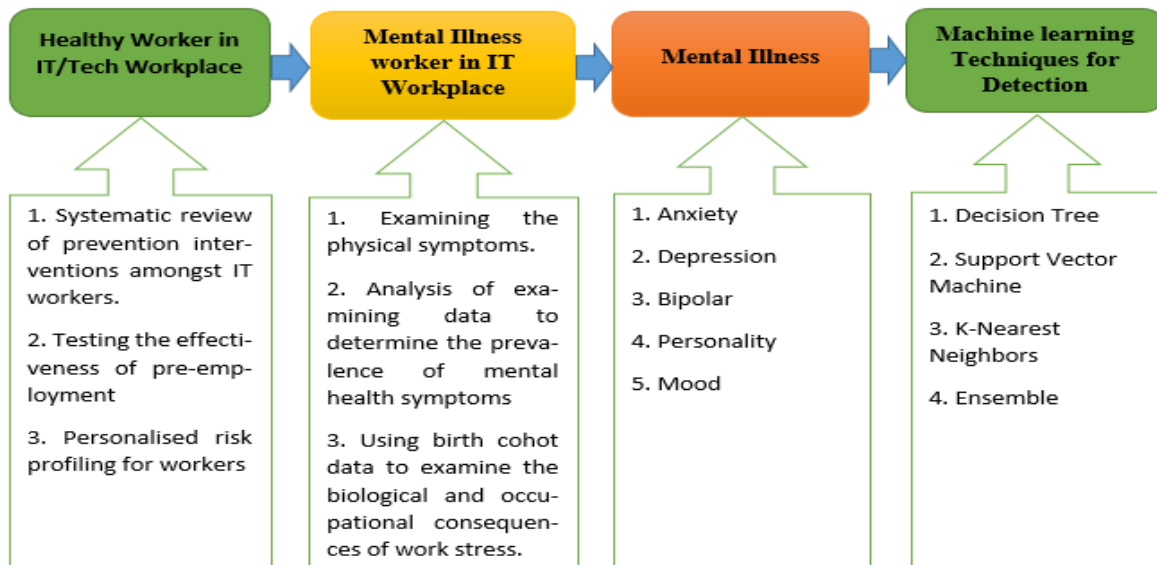 Healthy Worker in
IT/Tech Workplace
Mental Illness
worker in IT
Workplace
Mental Illness
Machine learning
Techniques for
Detection
1. Systematic review
of prevention inter-
ventions amongst IT
workers.
2. Testing the effecti-
veness of pre-emp-
loyment
3. Personalised risk
profiling for workers
1. Examining the
physical symptoms.
2. Analysis of exa-
mining data to
determine the preva-
lence of mental
health symptoms
3. Using birth cohot
data to examine the
biological and occu-
pational consequen-
ces of work stress.
1. Anxiety
2. Depression
3. Bipolar
4. Personality
5. Mood
1. Decision Tree
2. Support Vector
Machine
3. K-Nearest
Neighbors
4. Ensemble